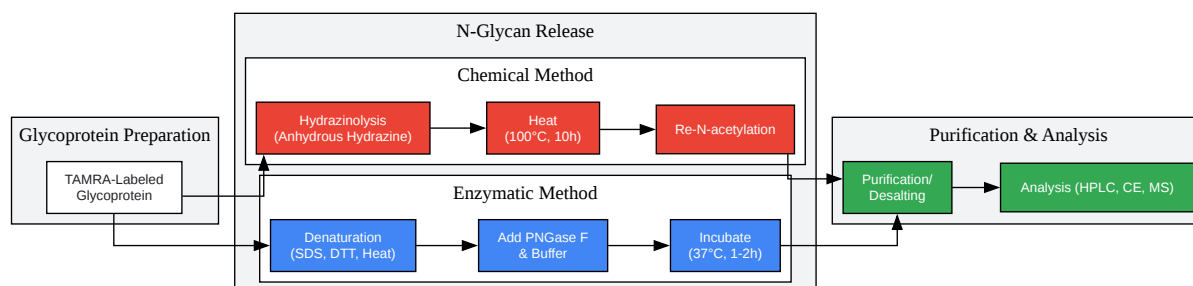 N-Glycan Release
Chemical Method
Hydrazinolysis
(Anhydrous Hydrazine)
Heat
(100°C, 10h)
Re-N-acetylation
Glycoprotein Preparation
TAMRA-Labeled
Glycoprotein
Enzymatic Method
Denaturation
(SDS, DTT, Heat)
Add PNGase F
& Buffer
Incubate
(37°C, 1-2h)
Purification & Analysis
Purification/
Desalting
Analysis (HPLC, CE, MS)